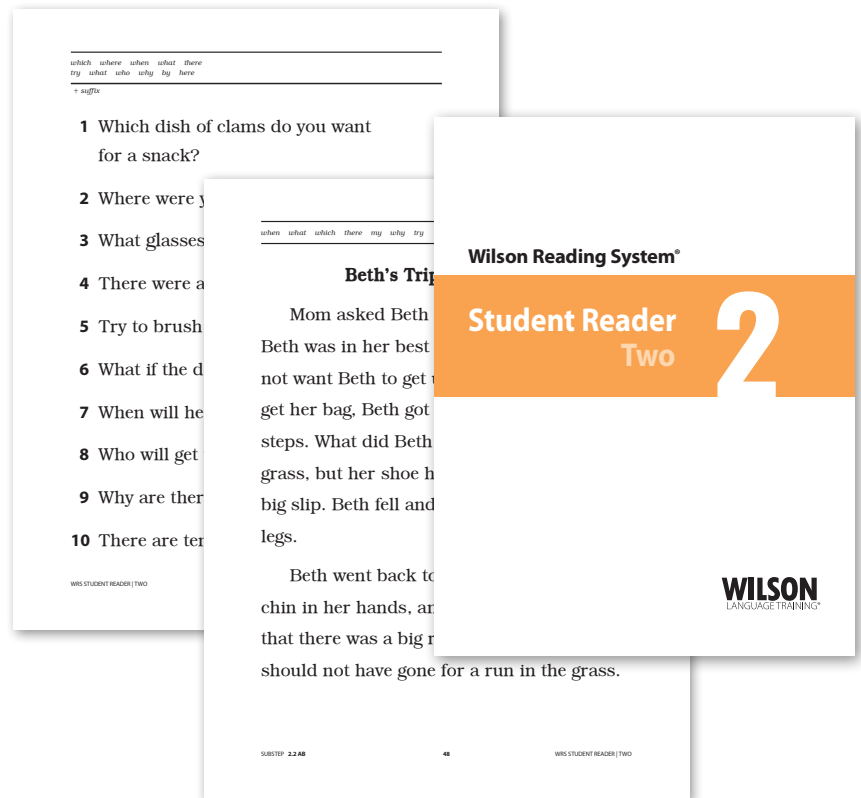 which where when what there
try what who why by here
+ suffix
1 Which dish of clams do you want
for a snack?
2 Where were
3 What glasses
4 There were a
5 Try to brush
6 What if the
7 When will he
8 Who will get
9 Why are
10 There are
WRS STUDENT READER | TWO
when what which there my why try
Beth's
Mom asked Beth
Beth was in her best
not want Beth to get
get her bag, Beth got
steps. What did Beth
grass, but her shoe
big slip. Beth fell and
legs.
Beth went back to
chin in her hands,
that there was a big
should not have gone for a run in the grass.
SUBSTEP 2.2 AB
48
WRS STUDENT READER | TWO
Wilson Reading System®
Student Reader
Two
2
WILSON
LANGUAGE TRAINING®